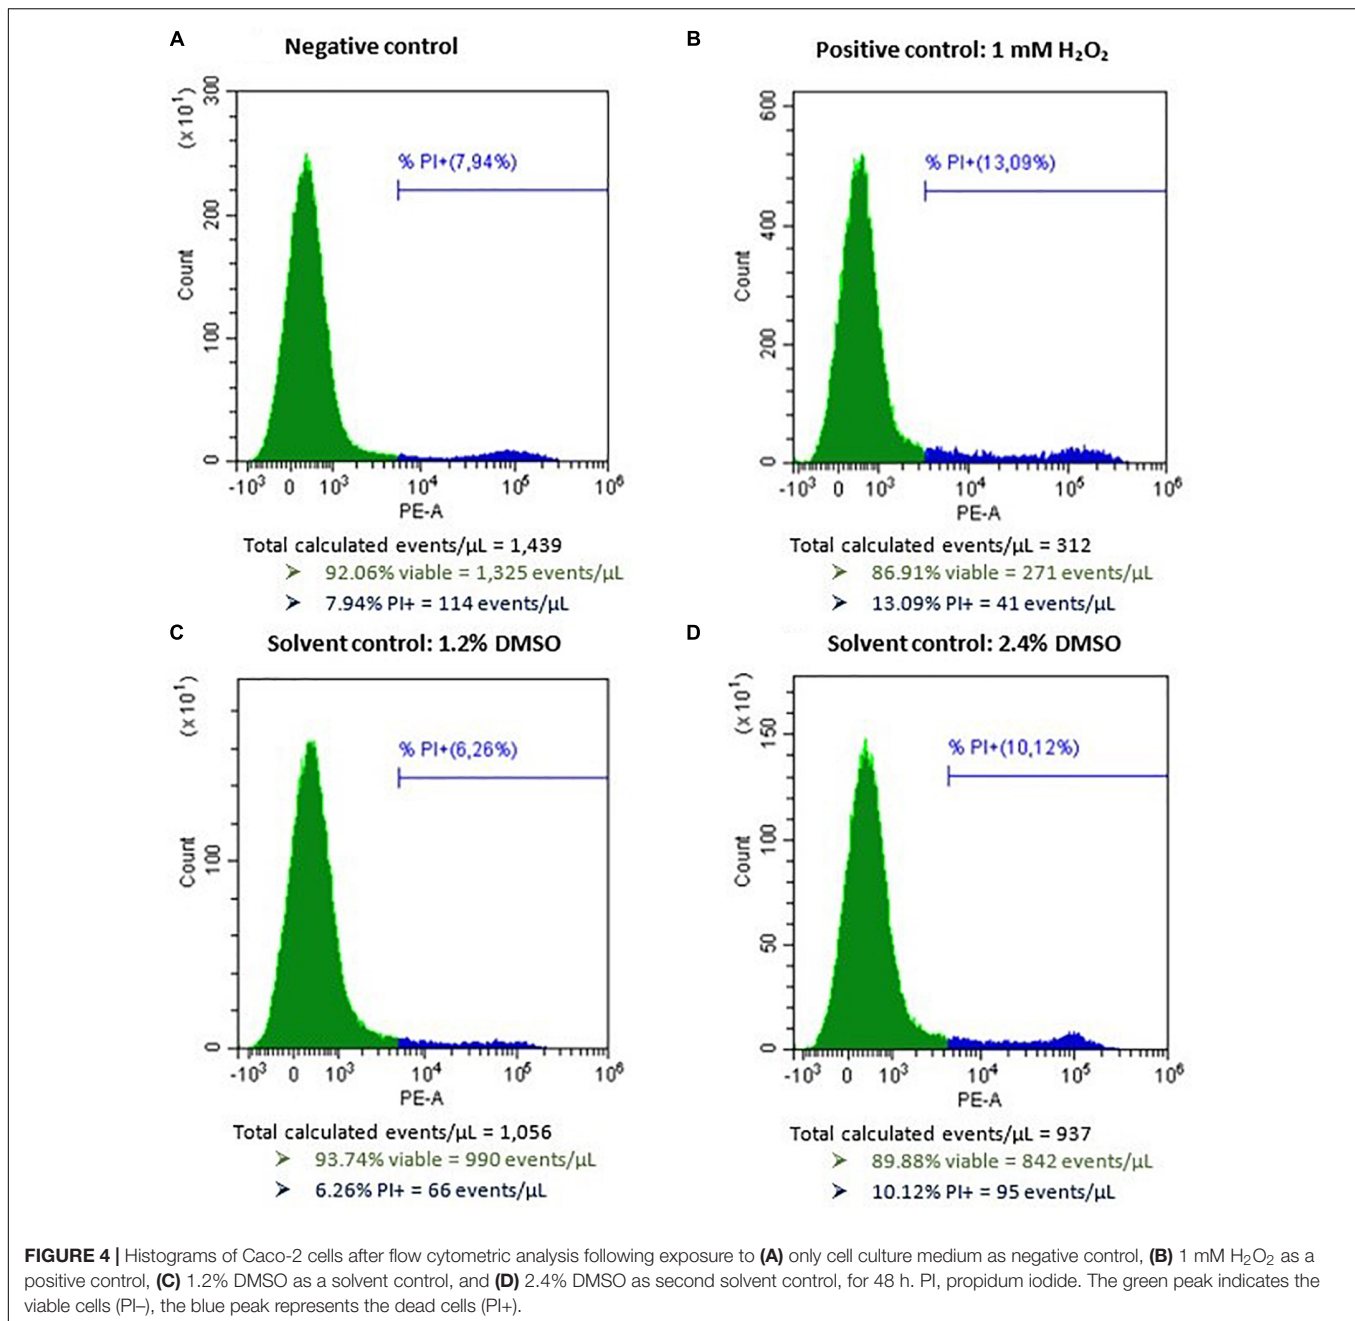 A
Negative control
300
(x 10¹)
200
Count
100
0
% PI+(7,94%)
-10³ 0 10³ 10⁴ 10⁵ 10⁶
PE-A
Total calculated events/µL = 1,439
➢ 92.06% viable = 1,325 events/µL
➢ 7.94% PI+ = 114 events/µL
B
Positive control: 1 mM H₂O₂
600
400
Count
200
0
% PI+(13,09%)
-10³ 0 10³ 10⁴ 10⁵ 10⁶
PE-A
Total calculated events/µL = 312
➢ 86.91% viable = 271 events/µL
➢ 13.09% PI+ = 41 events/µL
C
Solvent control: 1.2% DMSO
(x 10¹)
Count
100
0
% PI+(6,26%)
-10³ 0 10³ 10⁴ 10⁵ 10⁶
PE-A
Total calculated events/µL = 1,056
➢ 93.74% viable = 990 events/µL
➢ 6.26% PI+ = 66 events/µL
D
Solvent control: 2.4% DMSO
(x 10¹)
150
100
Count
50
0
% PI+(10,12%)
-10³ 0 10³ 10⁴ 10⁵ 10⁶
PE-A
Total calculated events/µL = 937
➢ 89.88% viable = 842 events/µL
➢ 10.12% PI+ = 95 events/µL
FIGURE 4 | Histograms of Caco-2 cells after flow cytometric analysis following exposure to (A) only cell culture medium as negative control, (B) 1 mM H₂O₂ as a
positive control, (C) 1.2% DMSO as a solvent control, and (D) 2.4% DMSO as second solvent control, for 48 h. PI, propidum iodide. The green peak indicates the
viable cells (PI–), the blue peak represents the dead cells (PI+).